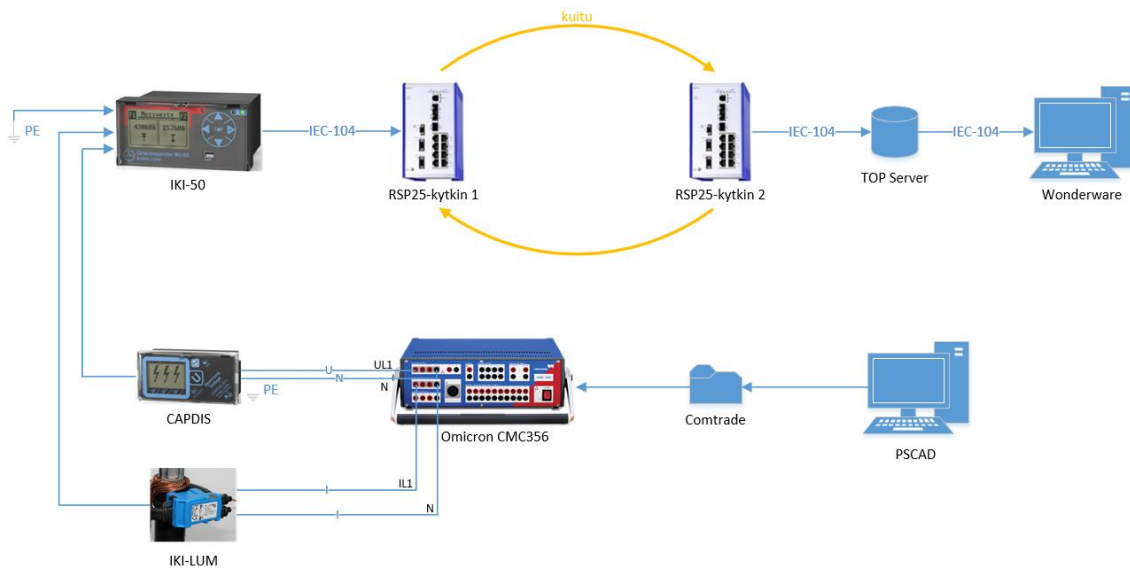 kuitu
PE
IEC-104
IEC-104
IEC-104
Messwerte
IKI-50
RSP25-kytkin 1
RSP25-kytkin 2
TOP Server
Wonderware
U
UL1
N
N
PE
CAPDIS
Omicron CMC356
Comtrade
PSCAD
I
IL1
I
N
IKI-LUM